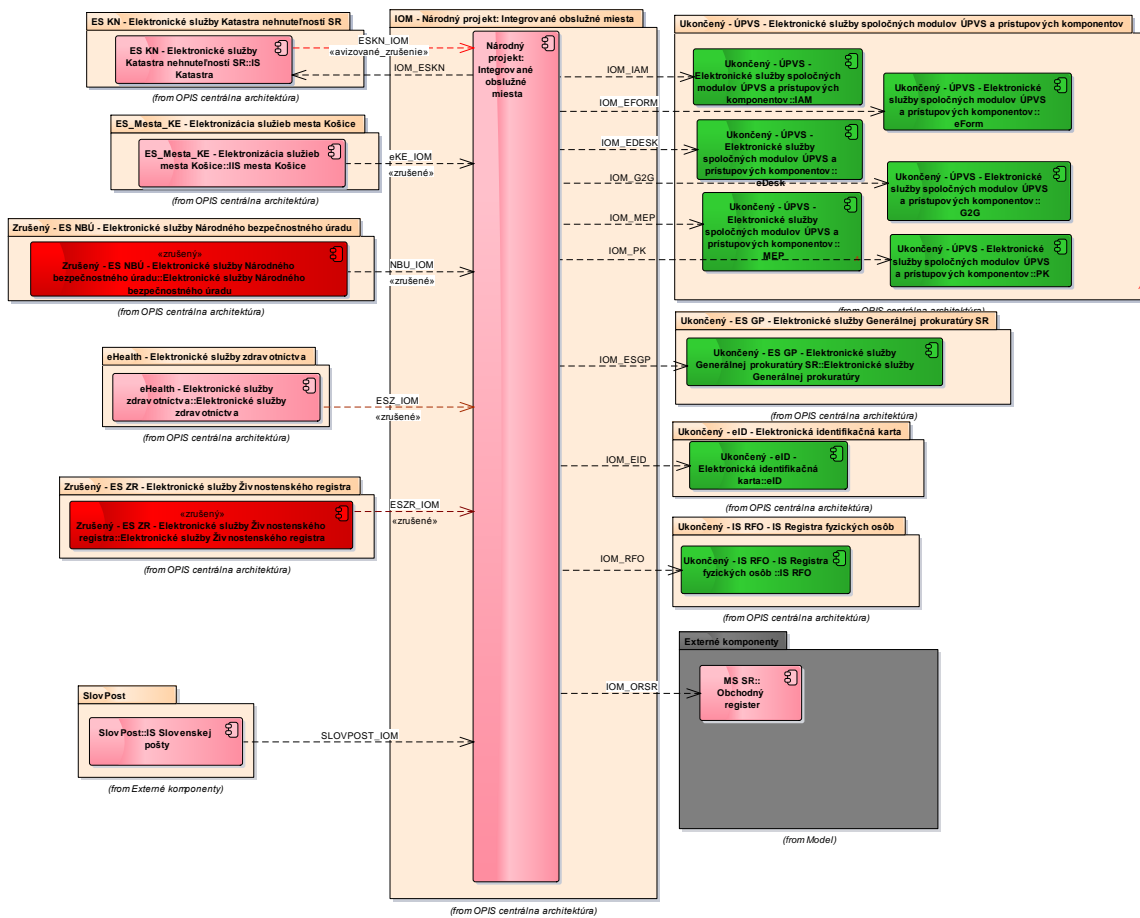 ES KN - Elektronické služby Katastra nehnuteľností SR
ES KN - Elektronické služby
Katastra nehnuteľností SR::IS
Katastra
(from OPIS centrálna architektúra)
ESKN_IOM
«avizované_zrušenie»
IOM_ESKN
ES_Mesta_KE - Elektronizácia služieb mesta Košice
ES_Mesta_KE - Elektronizácia služieb
mesta Košice::IIS mesta Košice
(from OPIS centrálna architektúra)
eKE_IOM
«zrušené»
Zrušený - ES NBÚ - Elektronické služby Národného bezpečnostného úradu
«zrušený»
Zrušený - ES NBÚ - Elektronické služby Národného
bezpečnostného úradu::Elektronické služby Národného
bezpečnostného úradu
(from OPIS centrálna architektúra)
NBU_IOM
«zrušené»
eHealth - Elektronické služby zdravotníctva
eHealth - Elektronické služby
zdravotníctva::Elektronické služby
zdravotníctva
(from OPIS centrálna architektúra)
ESZ_IOM
«zrušené»
Zrušený - ES ZR - Elektronické služby Živnostenského registra
«zrušený»
Zrušený - ES ZR - Elektronické služby Živnostenského
registra::Elektronické služby Živnostenského registra
(from OPIS centrálna architektúra)
ESZR_IOM
«zrušené»
SlovPost
SlovPost::IS Slovenskej
pošty
(from Externé komponenty)
SLOVPOST_IOM
IOM - Národný projekt: Integrované obslužné miesta
Národný
projekt:
Integrované
obslužné
miesta
(from OPIS centrálna architektúra)
Ukončený - ÚPVS - Elektronické služby spoločných modulov ÚPVS a prístupových komponentov
IOM_IAM
Ukončený - ÚPVS -
Elektronické služby
spoločných modulov ÚPVS a
prístupových
komponentov::IAM
IOM_EFORM
Ukončený - ÚPVS - Elektronické
služby spoločných modulov ÚPVS
a prístupových komponentov::
eForm
IOM_EDESK
Ukončený - ÚPVS -
Elektronické služby
spoločných modulov ÚPVS a
prístupových komponentov::
eDesk
IOM_G2G
Ukončený - ÚPVS - Elektronické
služby spoločných modulov ÚPVS
a prístupových komponentov::
G2G
IOM_MEP
Ukončený - ÚPVS -
Elektronické služby
spoločných modulov ÚPVS
a prístupových komponentov::
MEP
IOM_PK
Ukončený - ÚPVS - Elektronické
služby spoločných modulov ÚPVS
a prístupových komponentov::PK
(from OPIS centrálna architektúra)
Ukončený - ES GP - Elektronické služby Generálnej prokuratúry SR
IOM_ESGP
Ukončený - ES GP - Elektronické služby
Generálnej prokuratúry SR::Elektronické služby
Generálnej prokuratúry
(from OPIS centrálna architektúra)
Ukončený - eID - Elektronická identifikačná karta
IOM_EID
Ukončený - eID -
Elektronická identifikačná
karta::eID
(from OPIS centrálna architektúra)
Ukončený - IS RFO - IS Registra fyzických osôb
IOM_RFO
Ukončený - IS RFO - IS Registra
fyzických osôb ::IS RFO
(from OPIS centrálna architektúra)
Externé komponenty
IOM_ORSR
MS SR::
Obchodný
register
(from Model)